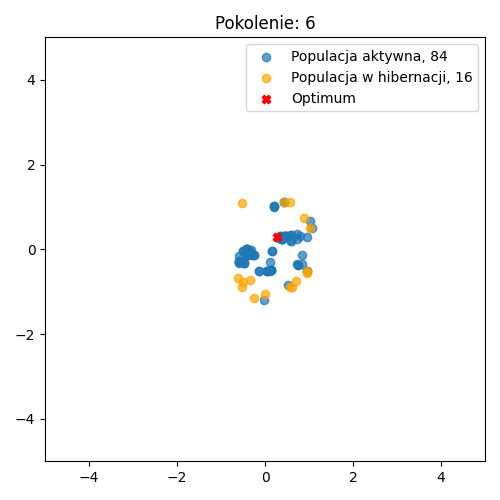 Pokolenie: 6
Populacja aktywna, 84
Populacja w hibernacji, 16
Optimum
4
2
0
−2
−4
−4
−2
0
2
4